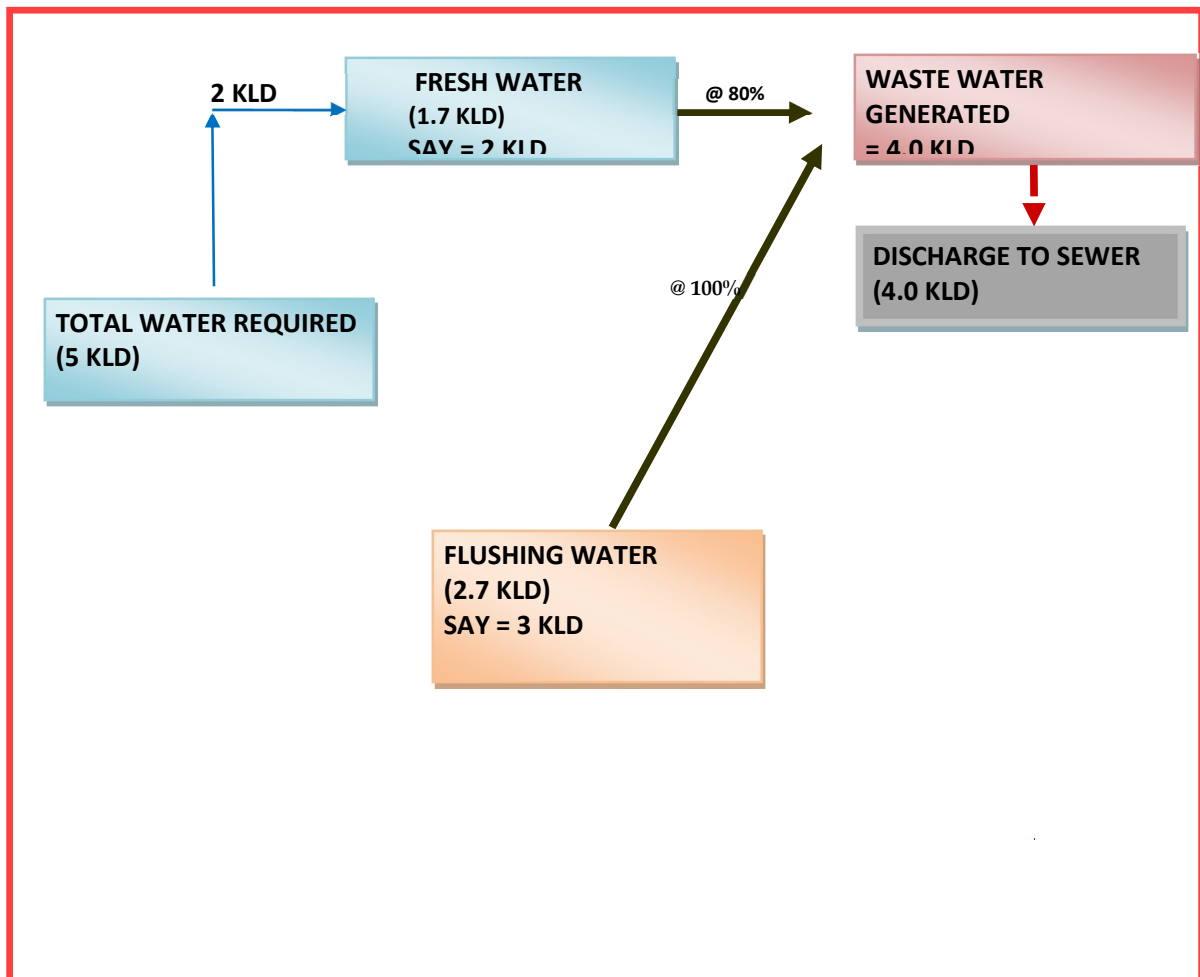 2 KLD
FRESH WATER
(1.7 KLD)
SAY = 2 KLD
@ 80%
WASTE WATER
GENERATED
= 4.0 KLD
DISCHARGE TO SEWER
(4.0 KLD)
@ 100%
TOTAL WATER REQUIRED
(5 KLD)
FLUSHING WATER
(2.7 KLD)
SAY = 3 KLD